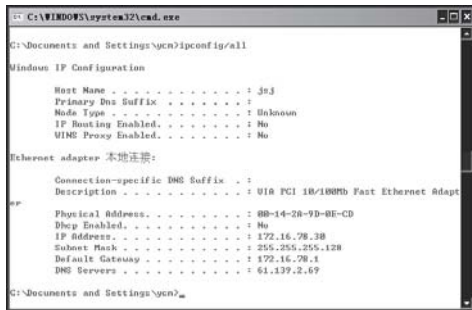 C:\WINDOWS\system32\cmd.exe
C:\Documents and Settings\ycm>ipconfig/all
Windows IP Configuration
Host Name . . . . . . . . . . . . : jsj
Primary Dns Suffix . . . . . . . :
Node Type . . . . . . . . . . . . : Unknown
IP Routing Enabled. . . . . . . . : No
WINS Proxy Enabled. . . . . . . . : No
Ethernet adapter 本地连接:
Connection-specific DNS Suffix . :
Description . . . . . . . . . . . : VIA PCI 10/100Mb Fast Ethernet Adapt
er
Physical Address. . . . . . . . . : 00-14-2A-9D-0E-CD
Dhcp Enabled. . . . . . . . . . . : No
IP Address. . . . . . . . . . . . : 172.16.78.30
Subnet Mask . . . . . . . . . . . : 255.255.255.128
Default Gateway . . . . . . . . . : 172.16.78.1
DNS Servers . . . . . . . . . . . : 61.139.2.69
C:\Documents and Settings\ycm>_